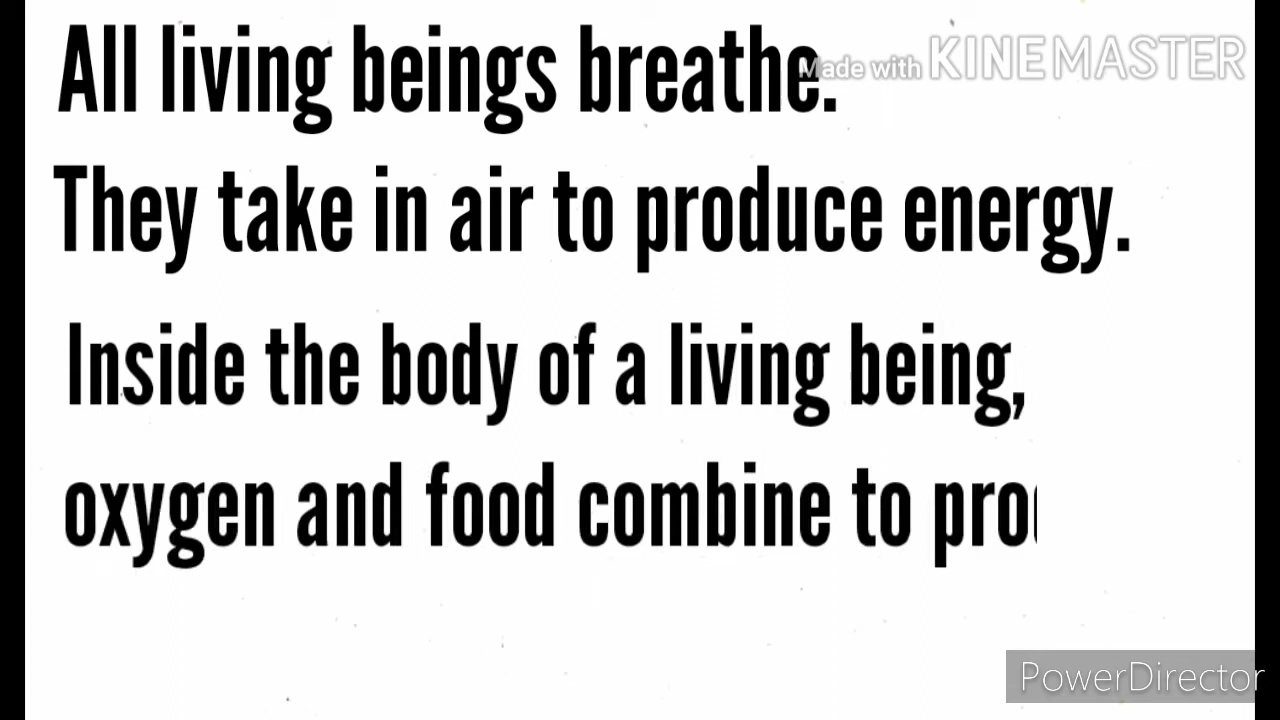 All living beings breathe.
Made with KINEMASTER
They take in air to produce energy.
Inside the body of a living being,
oxygen and food combine to
PowerDirector